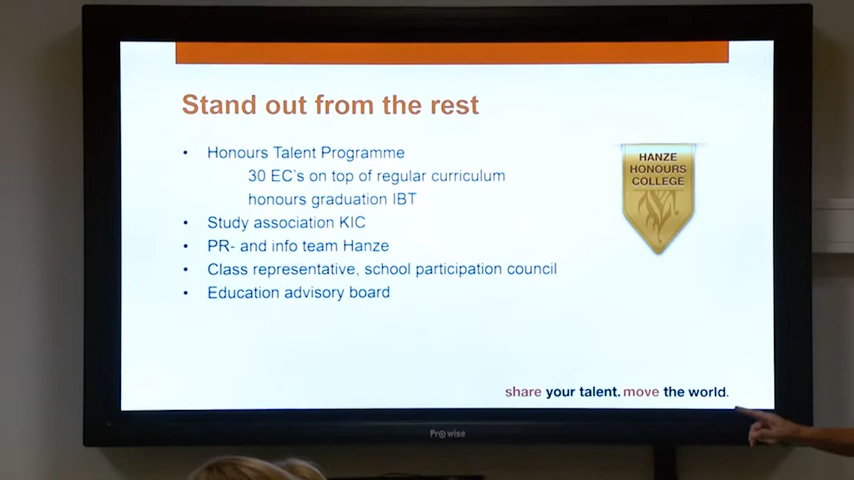 Stand out from the rest
• Honours Talent Programme
30 EC's on top of regular curriculum
honours graduation IBT
• Study association KIC
• PR- and info team Hanze
• Class representative, school participation council
• Education advisory board
HANZE
HONOURS
COLLEGE
share your talent. move the world.
Prowise